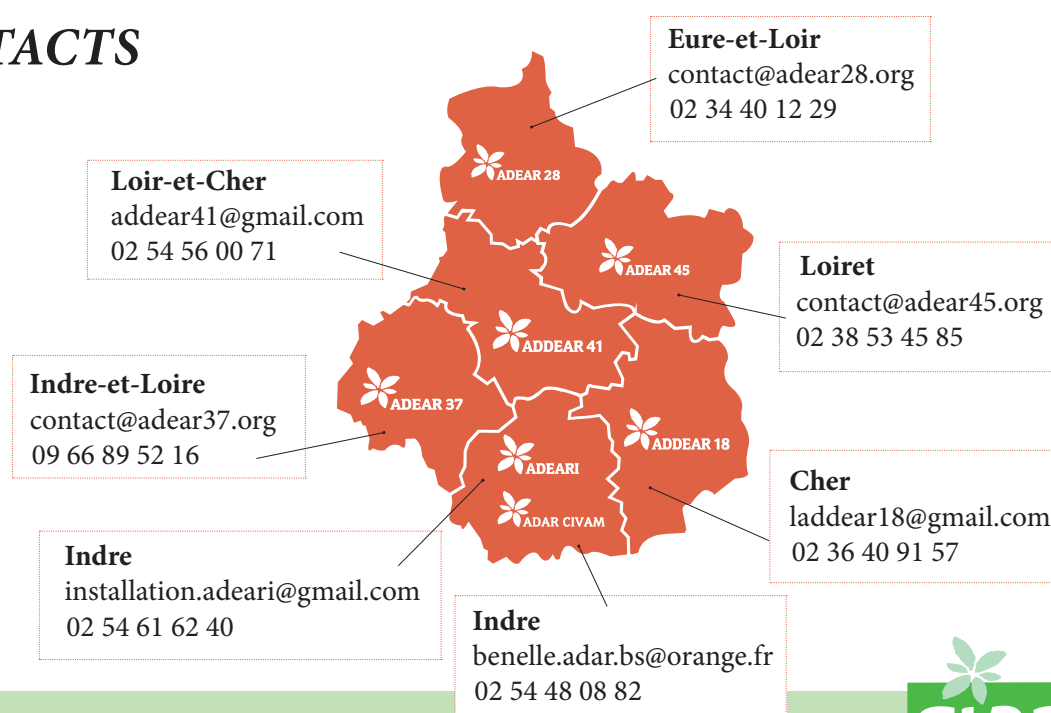 TACTS
Eure-et-Loir
contact@adear28.org
02 34 40 12 29
Loir-et-Cher
addear41@gmail.com
02 54 56 00 71
Loiret
contact@adear45.org
02 38 53 45 85
Indre-et-Loire
contact@adear37.org
09 66 89 52 16
Cher
laddear18@gmail.com
02 36 40 91 57
Indre
installation.adeari@gmail.com
02 54 61 62 40
Indre
benelle.adar.bs@orange.fr
02 54 48 08 82
ADEAR 28
ADEAR 45
ADDEAR 41
ADEAR 37
ADDEAR 18
ADEARI
ADAR CIVAM